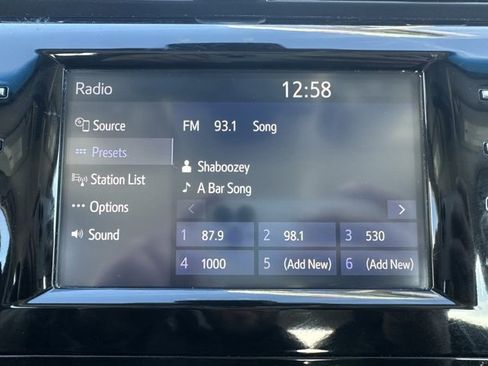 Radio 12:58
Source
FM 93.1 Song
Presets
Shaboozey
Station List
A Bar Song
Options
Sound
1 87.9 2 98.1 3 530
4 1000 5 (Add New) 6 (Add New)